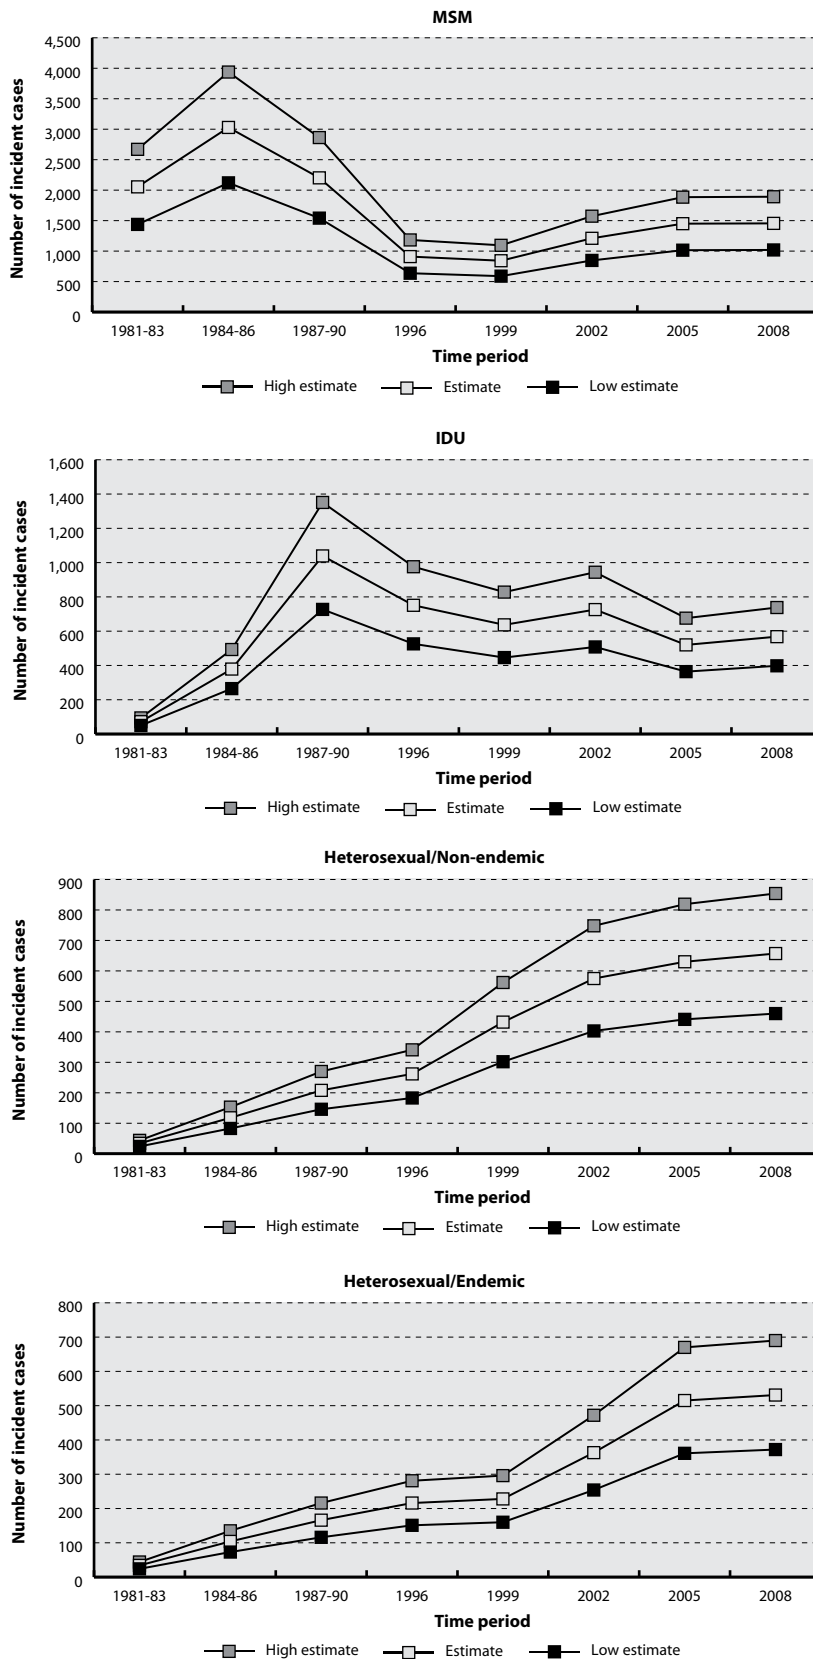 MSM
Number of incident cases
4,500
4,000
3,500
3,000
2,500
2,000
1,500
1,000
500
0
1981-83 1984-86 1987-90 1996 1999 2002 2005 2008
Time period
High estimate Estimate Low estimate
IDU
Number of incident cases
1,600
1,400
1,200
1,000
800
600
400
200
0
1981-83 1984-86 1987-90 1996 1999 2002 2005 2008
Time period
High estimate Estimate Low estimate
Heterosexual/Non-endemic
Number of incident cases
900
800
700
600
500
400
300
200
100
0
1981-83 1984-86 1987-90 1996 1999 2002 2005 2008
Time period
High estimate Estimate Low estimate
Heterosexual/Endemic
Number of incident cases
800
700
600
500
400
300
200
100
0
1981-83 1984-86 1987-90 1996 1999 2002 2005 2008
Time period
High estimate Estimate Low estimate